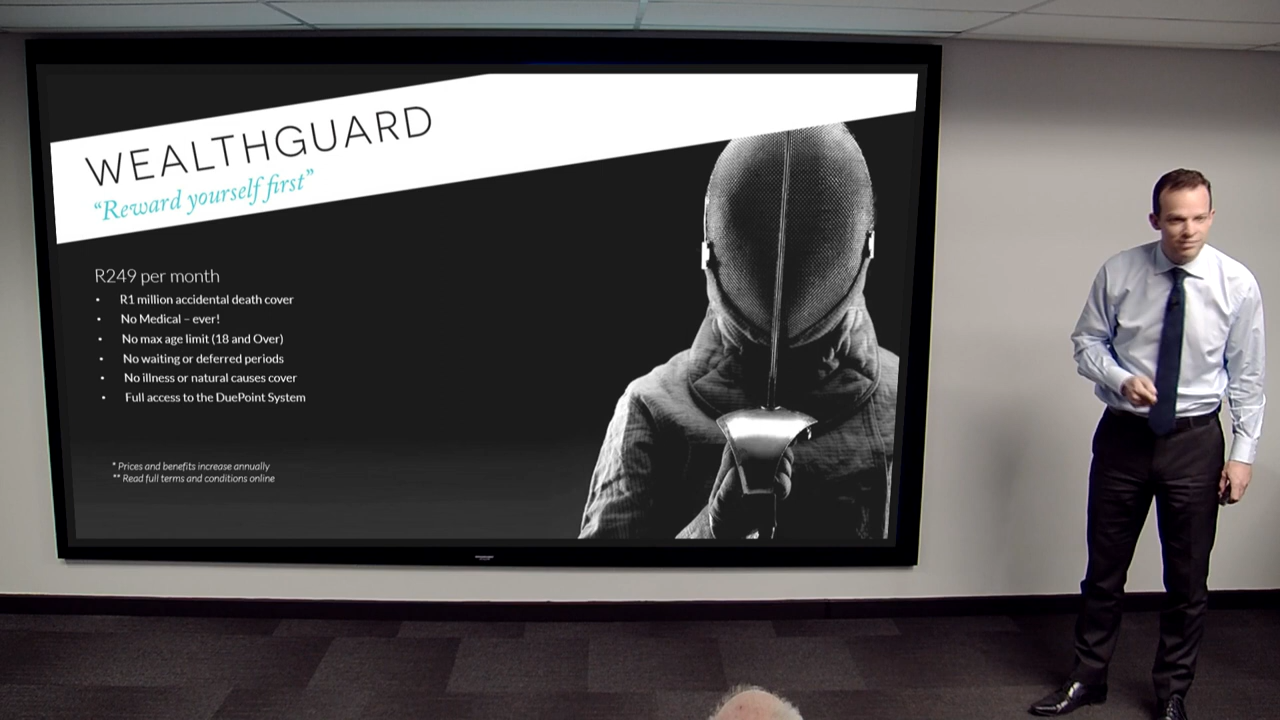 WEALTHGUARD
“Reward yourself first”
R249 per month
• R1 million accidental death cover
• No Medical – ever!
• No max age limit (18 and Over)
• No waiting or deferred periods
• No illness or natural causes cover
• Full access to the DuePoint System
* Prices and benefits increase annually
** Read full terms and conditions online